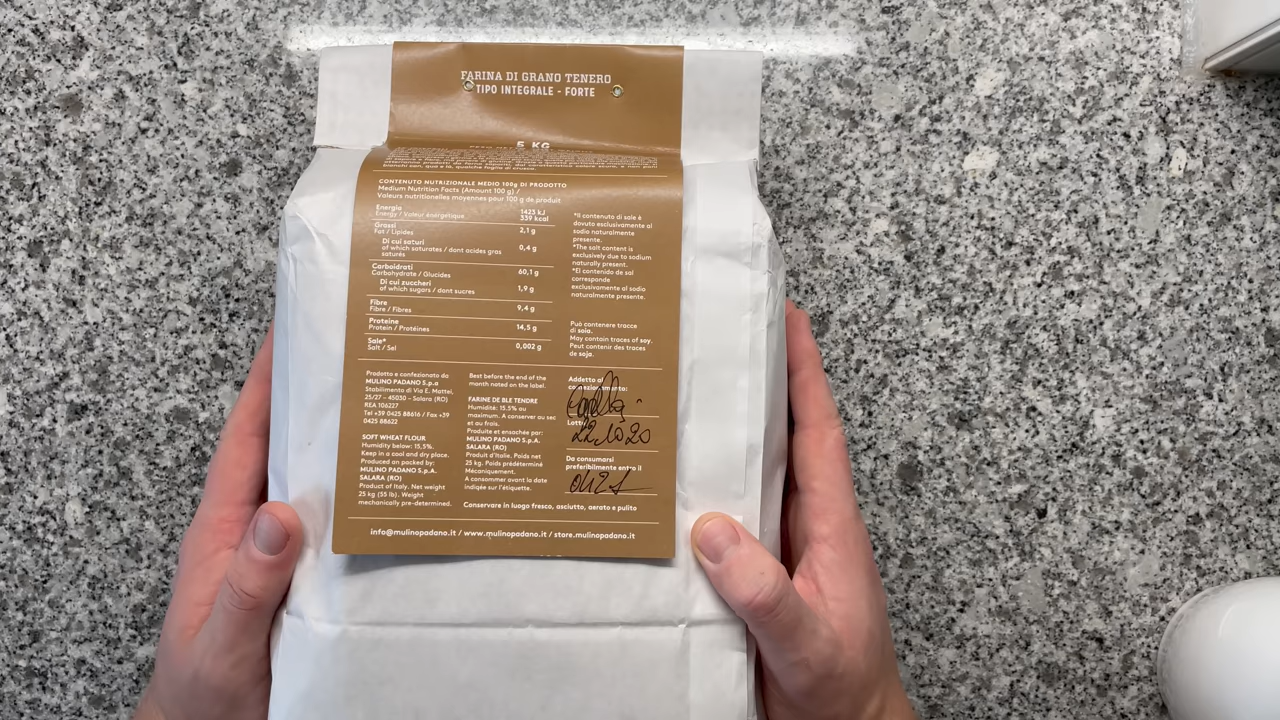 FARINA DI GRANO TENERO
TIPO INTEGRALE - FORTE
5 KG
CONTENUTO NUTRIZIONALE MEDIO 100g DI PRODOTTO
Medium Nutrition Facts (Amount 100 g) /
Valeurs nutritionelles moyennes pour 100 g de produit
Energia
Energy / Valeur énergétique
1425 kJ
339 kcal
Grassi
Fat / Lipides
2,1 g
Di cui saturi
of which saturates / dont acides gras
saturés
0,4 g
Carboidrati
Carbohydrate / Glucides
60,1 g
Di cui zuccheri
of which sugars / dont sucres
1,9 g
Fibre
Fibre / Fibres
9,4 g
Proteine
Protein / Protéines
14,5 g
Sale*
Salt / Sel
0,002 g
*Il contenuto di sale è
dovuto esclusivamente al
sodio naturalmente
presente.
*The salt content is
exclusively due to sodium
naturally present.
*El contenido de sal
corresponde
exclusivamente al sodio
naturalmente presente.
Può contenere tracce
di soia.
May contain traces of soy.
Peut contenir des traces
de soja.
Prodotto e confezionato da
MULINO PADANO S.p.a
Stabilimento di Via E. Mattei,
25/27 - 45030 - Salara (RO)
REA 106227
Tel +39 0425 88616 / Fax +39
0425 88622
SOFT WHEAT FLOUR
Humidity below: 15,5%.
Keep in a cool and dry place.
Produced an packed by:
MULINO PADANO S.P.A.
SALARA (RO)
Product of Italy. Net weight
25 kg (55 lb). Weight
mechanically pre-determined.
Best before the end of the
month noted on the label.
FARINE DE BLE TENDRE
Humidité: 15,5% au
maximum. A conserver au sec
et au frais.
Produite et ensachée par:
MULINO PADANO S.P.A.
SALARA (RO)
Produit d'Italie. Poids net
25 kg. Poids prédéterminé
Mécaniquement.
A consommer avant la date
indiqée sur l'étiquette.
Addetto al
confezionamento:
Lotto
22.10 20
Da consumarsi
preferibilmente entro il
04 21
Conservare in luogo fresco, asciutto, aerato e pulito
info@mulinopadano.it / www.mulinopadano.it / store.mulinopadano.it